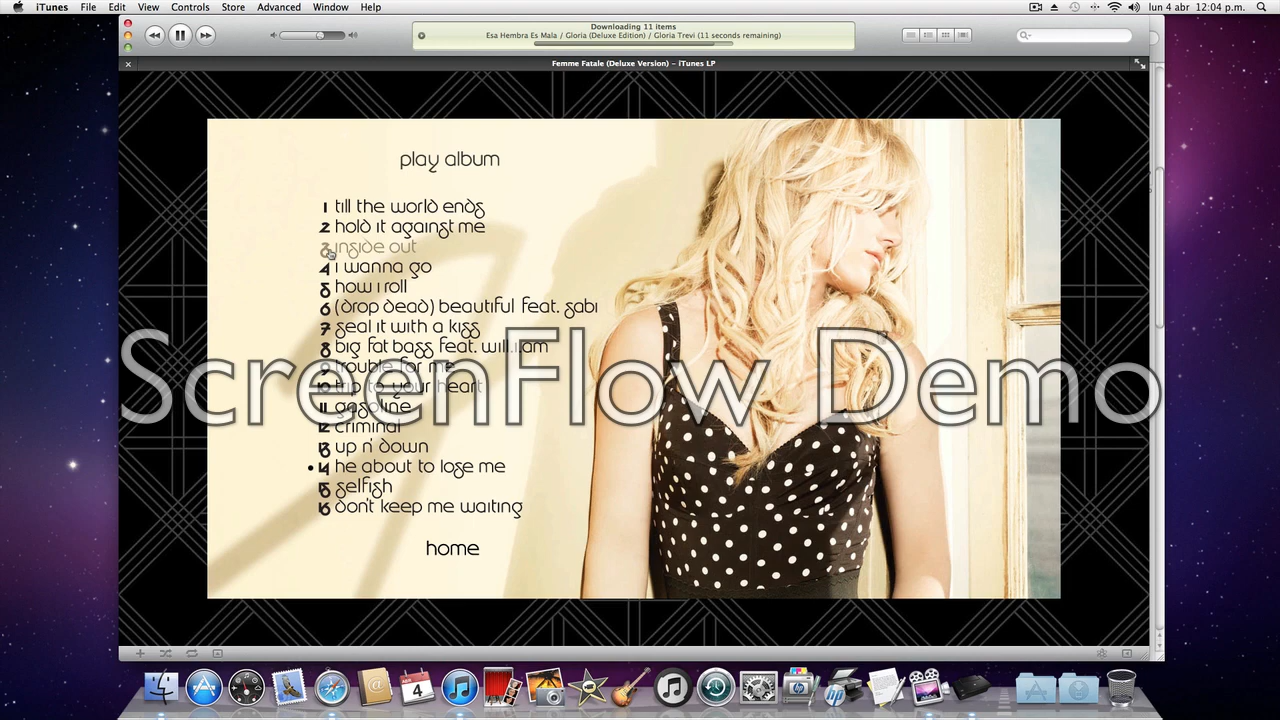 iTunes File Edit View Controls Store Advanced Window Help
lun 4 abr 12:04 p.m.
Downloading 11 items
Esa Hembra Es Mala / Gloria (Deluxe Edition) / Gloria Trevi (11 seconds remaining)
Femme Fatale (Deluxe Version) – iTunes LP
play album
1 till the world ends
2 hold it against me
3 inside out
4 i wanna go
5 how i roll
6 (drop dead) beautiful feat. sabi
7 seal it with a kiss
8 big fat bass feat. will.i.am
9 trouble for me
10 trip to your heart
11 gasoline
12 criminal
13 up n' down
• 14 he about to lose me
15 selfish
16 don't keep me waiting
home
ScreenFlow Demo
4